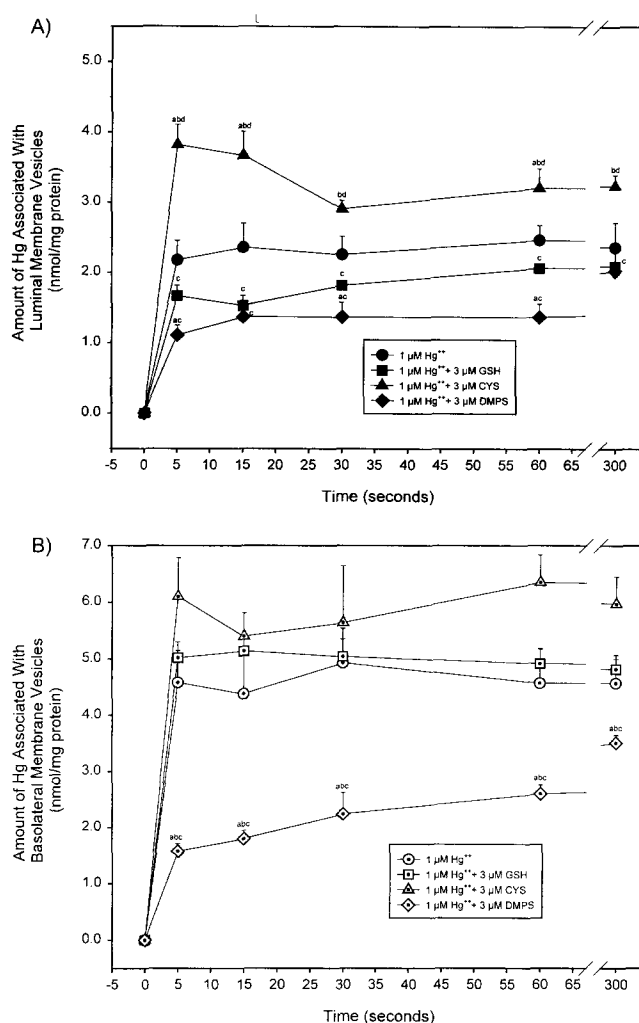 A)
Amount of Hg Associated With
Luminal Membrane Vesicles
(nmol/mg protein)
5.0
4.0
3.0
2.0
1.0
0.0
abd
abd
bd
abd
bd
c
c
c
c
c
ac
c
ac
ac
1 µM Hg⁺⁺
1 µM Hg⁺⁺+ 3 µM GSH
1 µM Hg⁺⁺+ 3 µM CYS
1 µM Hg⁺⁺+ 3 µM DMPS
-5 0 5 10 15 20 25 30 35 40 45 50 55 60 65 300
Time (seconds)
B)
Amount of Hg Associated With
Basolateral Membrane Vesicles
(nmol/mg protein)
7.0
6.0
5.0
4.0
3.0
2.0
1.0
0.0
abc
abc
abc
abc
abc
1 µM Hg⁺⁺
1 µM Hg⁺⁺+ 3 µM GSH
1 µM Hg⁺⁺+ 3 µM CYS
1 µM Hg⁺⁺+ 3 µM DMPS
-5 0 5 10 15 20 25 30 35 40 45 50 55 60 65 300
Time (seconds)